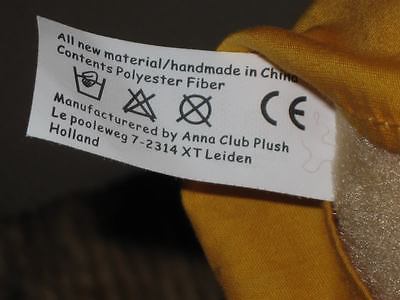 All new material/handmade in China
Contents Polyester Fiber
CE
Manufacturered by Anna Club Plush
Le pooleweg 7-2314 XT Leiden
Holland